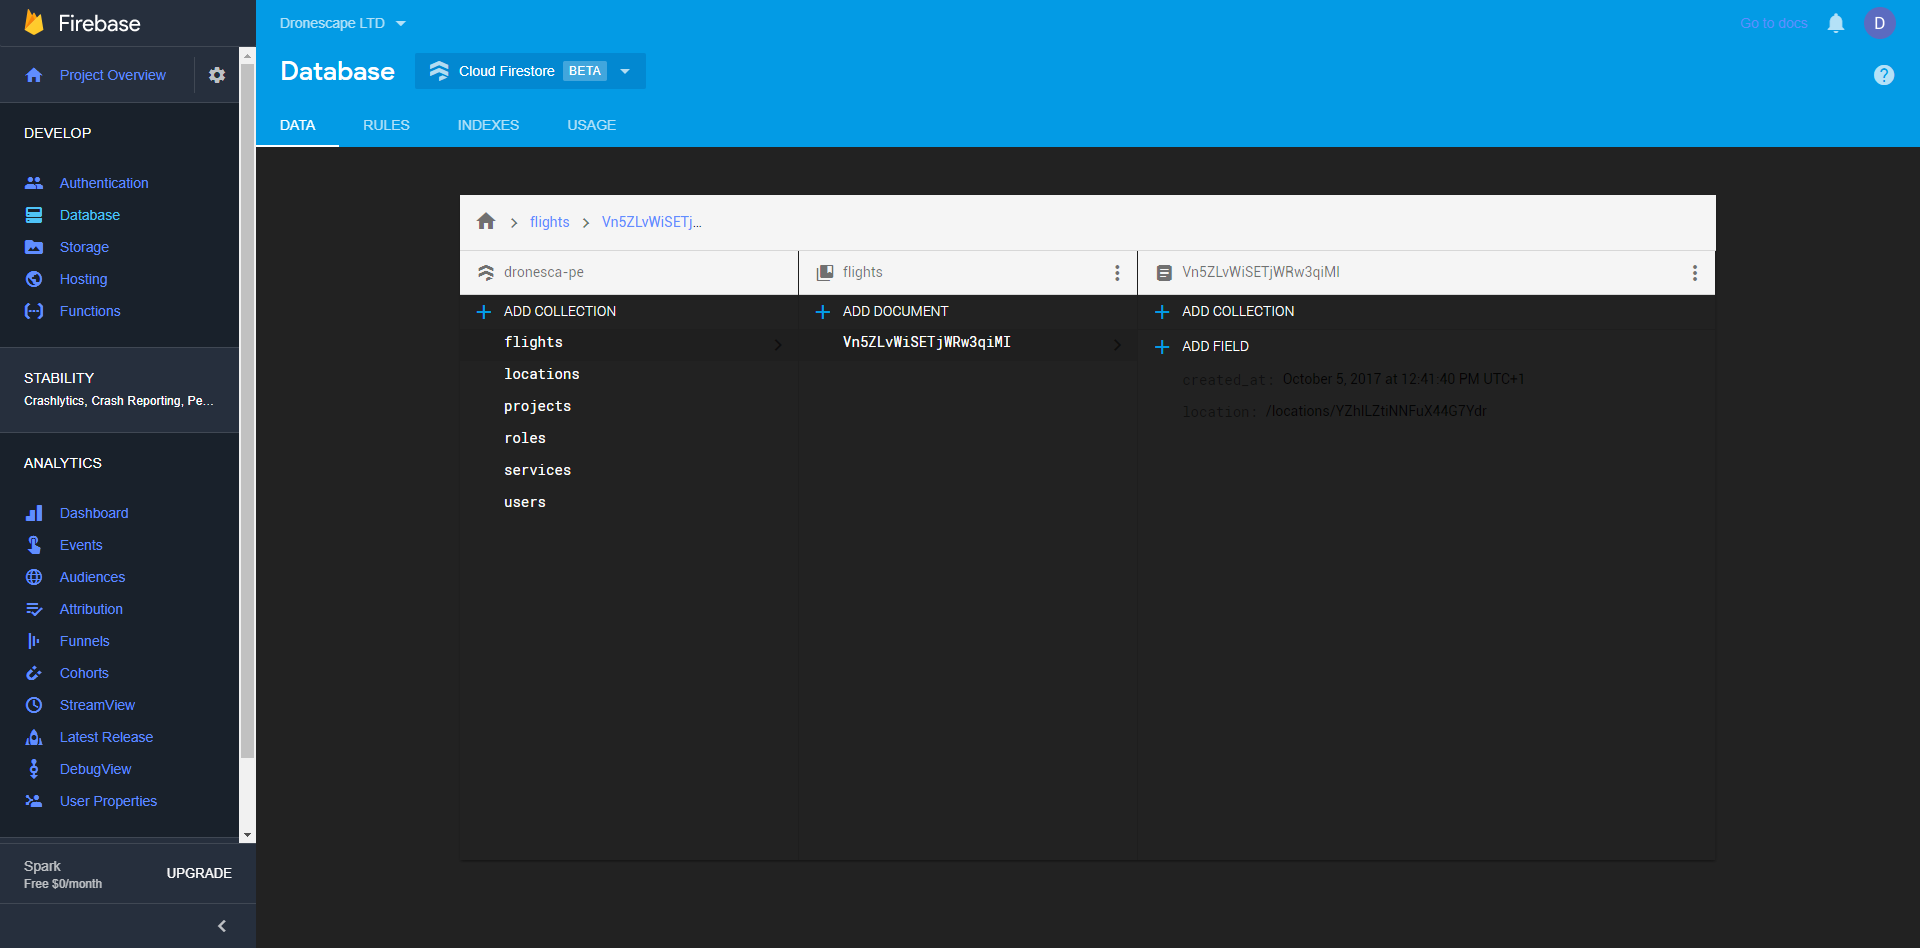 Firebase
Project Overview
DEVELOP
Authentication
Database
Storage
Hosting
Functions
STABILITY
Crashlytics, Crash Reporting, Pe...
ANALYTICS
Dashboard
Events
Audiences
Attribution
Funnels
Cohorts
StreamView
Latest Release
DebugView
User Properties
Spark
Free $0/month
UPGRADE
Dronescape LTD
Go to docs
D
Database
Cloud Firestore BETA
DATA RULES INDEXES USAGE
flights Vn5ZLvWiSETj...
dronesca-pe
ADD COLLECTION
flights
locations
projects
roles
services
users
flights
ADD DOCUMENT
Vn5ZLvWiSETjWRw3qiMI
Vn5ZLvWiSETjWRw3qiMI
ADD COLLECTION
ADD FIELD
created_at: October 5, 2017 at 12:41:40 PM UTC+1
location: /locations/YZhlLZtiNNFuX44G7Ydr